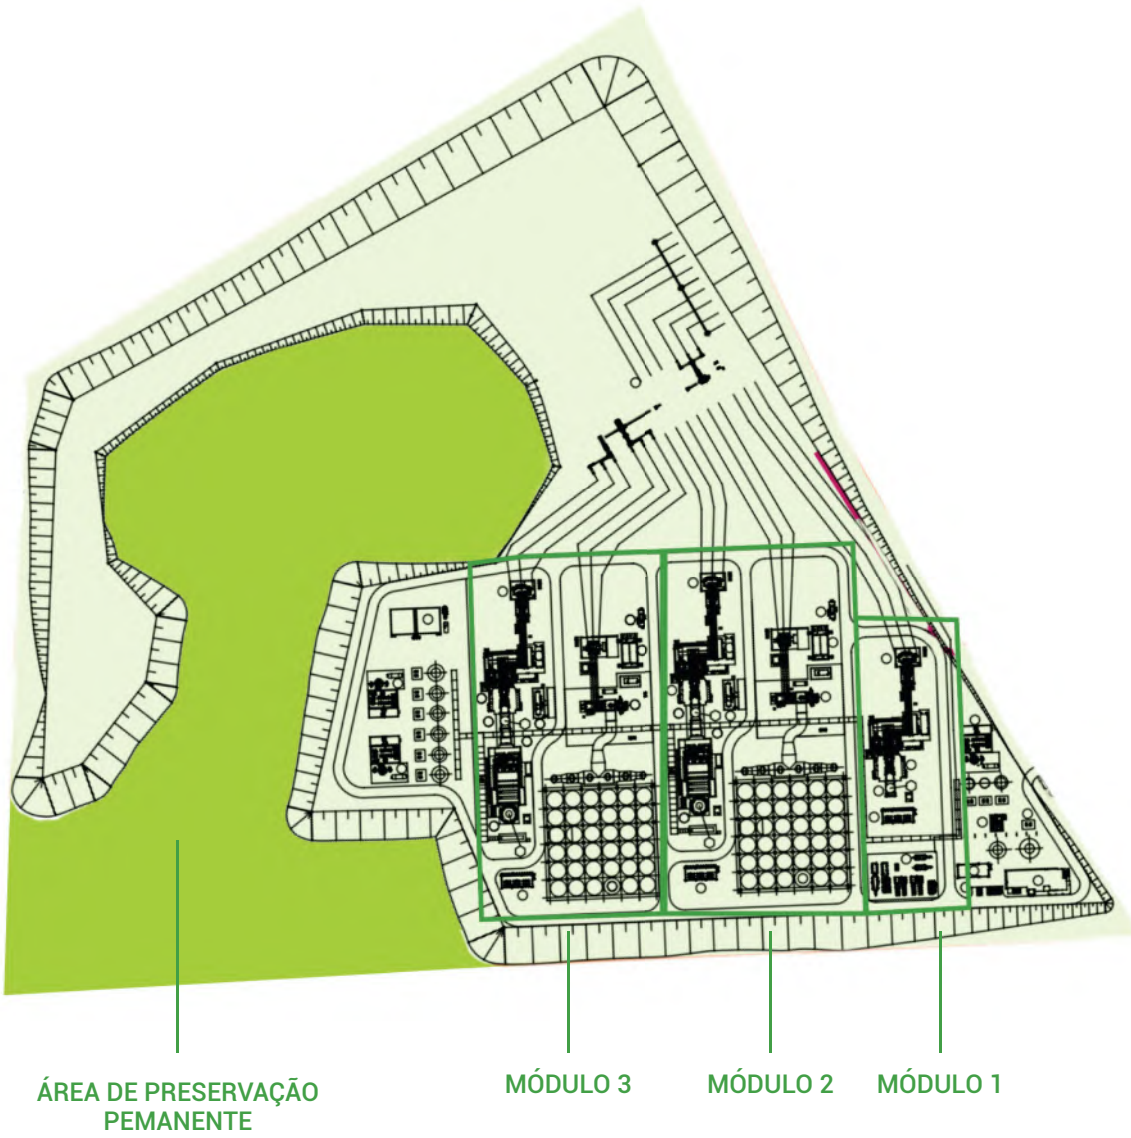 ÁREA DE PRESERVAÇÃO
PEMANENTE
MÓDULO 3
MÓDULO 2
MÓDULO 1